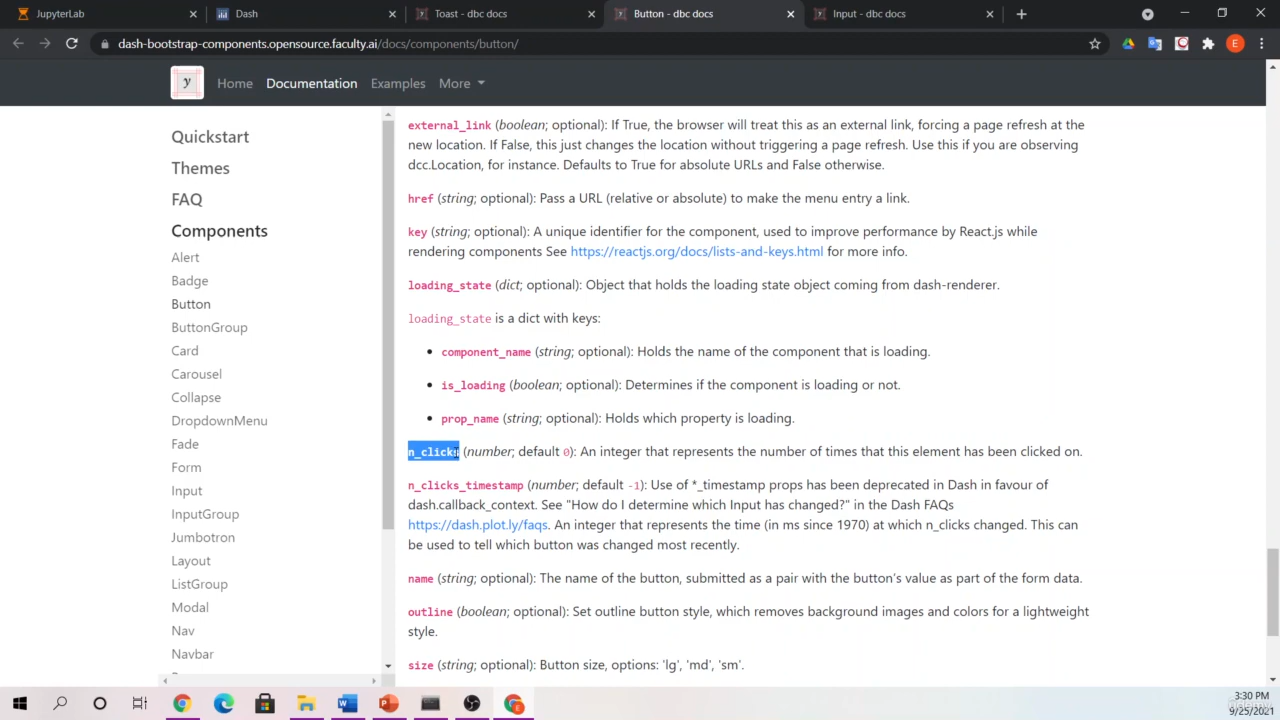 JupyterLab
Dash
Toast - dbc docs
Button - dbc docs
Input - dbc docs
dash-bootstrap-components.opensource.faculty.ai/docs/components/button/
E
y
Home
Documentation
Examples
More
Quickstart
Themes
FAQ
Components
Alert
Badge
Button
ButtonGroup
Card
Carousel
Collapse
DropdownMenu
Fade
Form
Input
InputGroup
Jumbotron
Layout
ListGroup
Modal
Nav
Navbar
external_link (boolean; optional): If True, the browser will treat this as an external link, forcing a page refresh at the
new location. If False, this just changes the location without triggering a page refresh. Use this if you are observing
dcc.Location, for instance. Defaults to True for absolute URLs and False otherwise.
href (string; optional): Pass a URL (relative or absolute) to make the menu entry a link.
key (string; optional): A unique identifier for the component, used to improve performance by React.js while
rendering components See https://reactjs.org/docs/lists-and-keys.html for more info.
loading_state (dict; optional): Object that holds the loading state object coming from dash-renderer.
loading_state is a dict with keys:
• component_name (string; optional): Holds the name of the component that is loading.
• is_loading (boolean; optional): Determines if the component is loading or not.
• prop_name (string; optional): Holds which property is loading.
n_clicks (number; default 0): An integer that represents the number of times that this element has been clicked on.
n_clicks_timestamp (number; default -1): Use of *_timestamp props has been deprecated in Dash in favour of
dash.callback_context. See "How do I determine which Input has changed?" in the Dash FAQs
https://dash.plot.ly/faqs. An integer that represents the time (in ms since 1970) at which n_clicks changed. This can
be used to tell which button was changed most recently.
name (string; optional): The name of the button, submitted as a pair with the button's value as part of the form data.
outline (boolean; optional): Set outline button style, which removes background images and colors for a lightweight
style.
size (string; optional): Button size, options: 'lg', 'md', 'sm'.
3:30 PM
9/25/2021